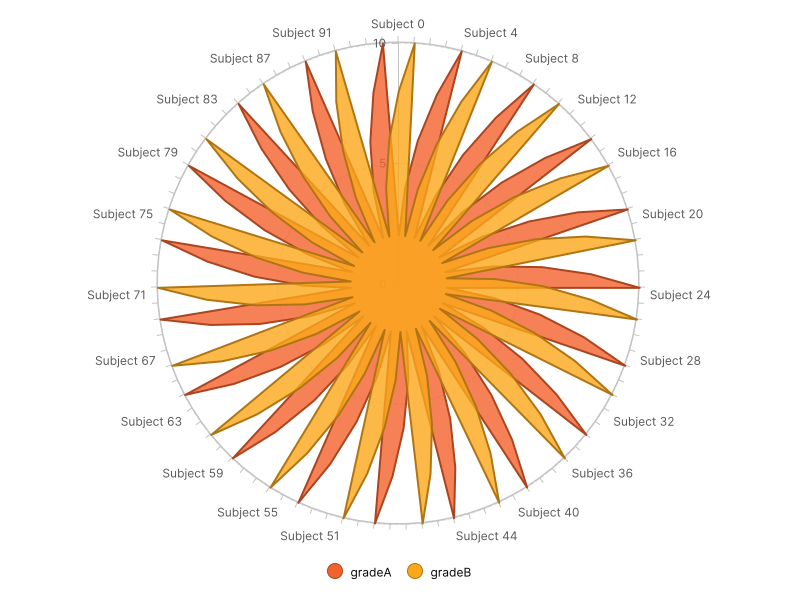 Subject 0
Subject 91
Subject 4
10
Subject 87
Subject 8
Subject 83
Subject 12
Subject 79
Subject 16
5
Subject 75
Subject 20
0
Subject 71
Subject 24
Subject 67
Subject 28
Subject 63
Subject 32
Subject 59
Subject 36
Subject 55
Subject 40
Subject 51
Subject 44
gradeA
gradeB